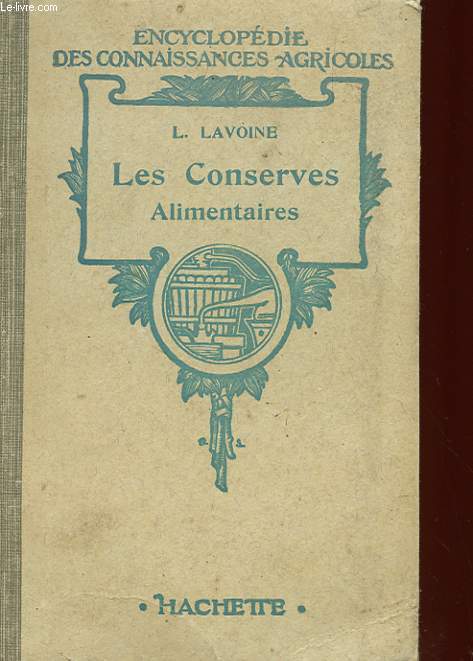 Le-livre.com
ENCYCLOPÉDIE
DES CONNAISSANCES AGRICOLES
L. LAVOINE
Les Conserves
Alimentaires
• HACHETTE •